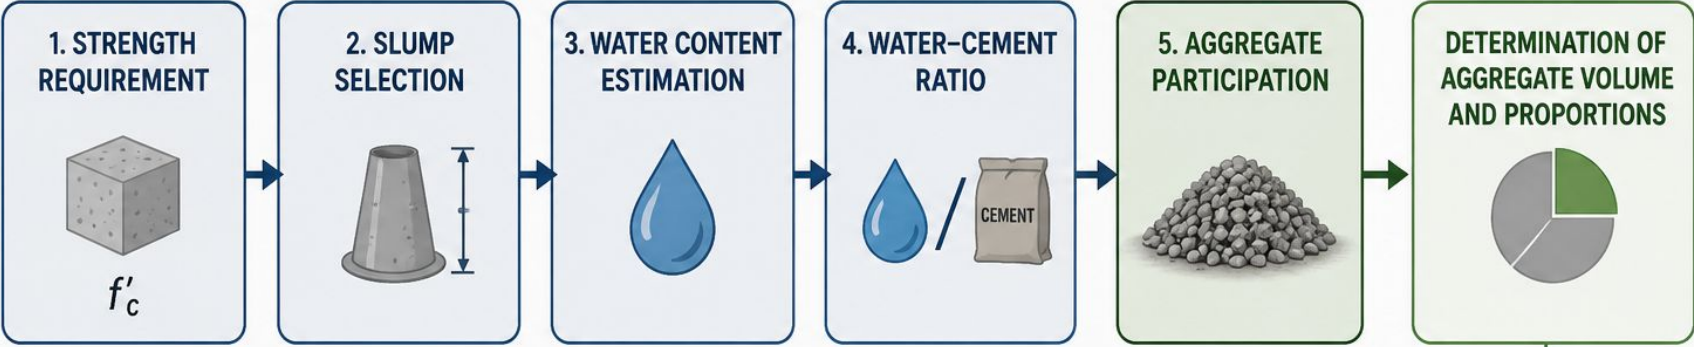 1. STRENGTH
REQUIREMENT
f′c
2. SLUMP
SELECTION
3. WATER CONTENT
ESTIMATION
4. WATER–CEMENT
RATIO
/
CEMENT
5. AGGREGATE
PARTICIPATION
DETERMINATION OF
AGGREGATE VOLUME
AND PROPORTIONS